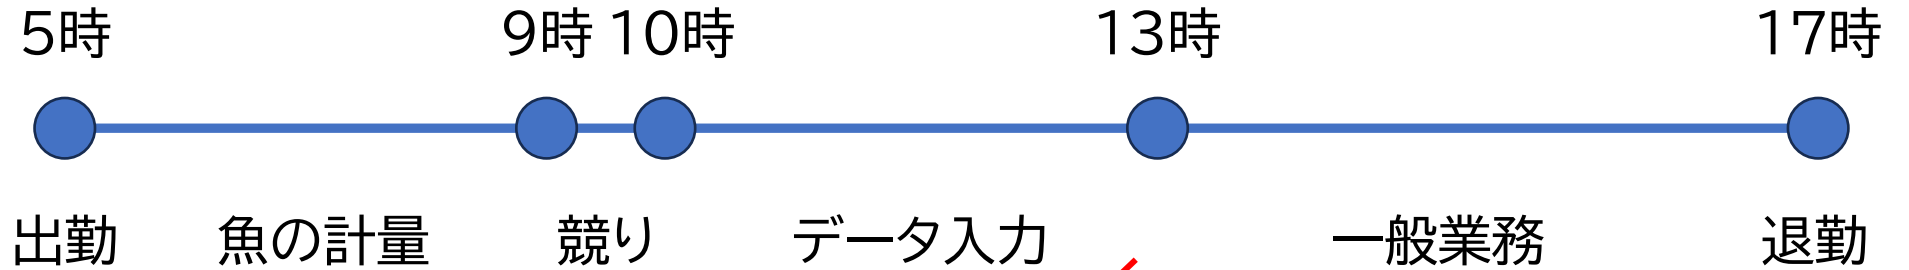 5時 9時 10時 13時 17時
出勤 魚の計量 競り データ入力 一般業務 退勤